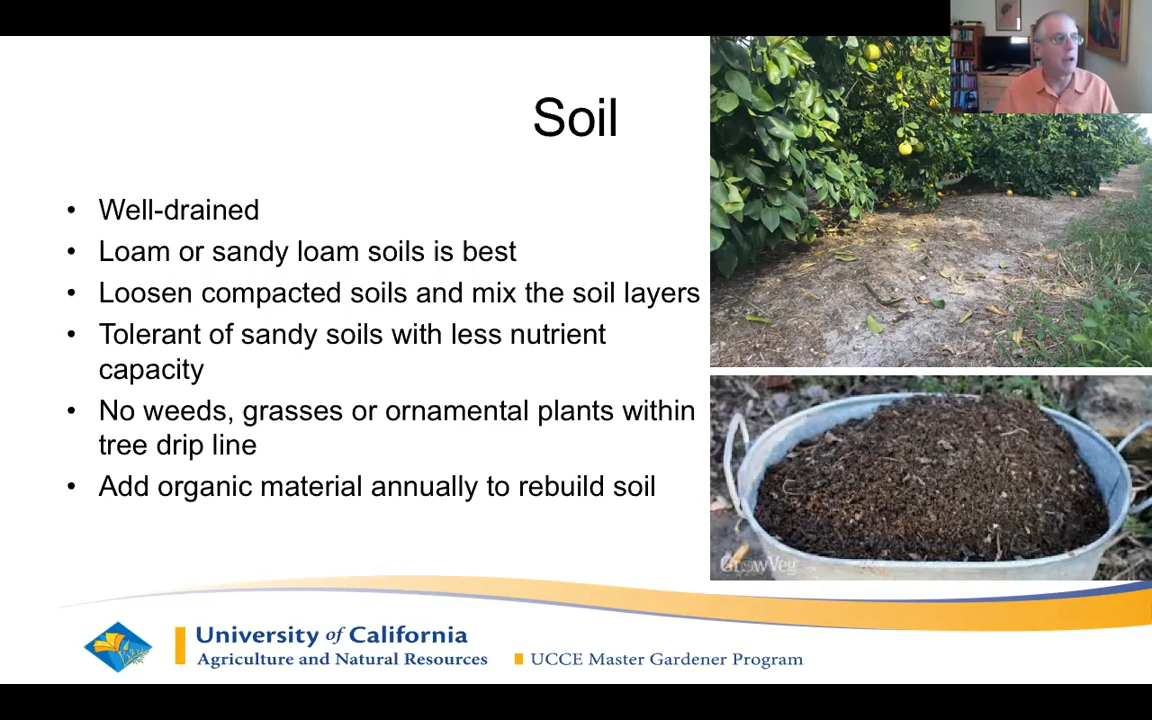 Soil
• Well-drained
• Loam or sandy loam soils is best
• Loosen compacted soils and mix the soil layers
• Tolerant of sandy soils with less nutrient
capacity
• No weeds, grasses or ornamental plants within
tree drip line
• Add organic material annually to rebuild soil
GrowVeg
University of California
Agriculture and Natural Resources
UCCE Master Gardener Program